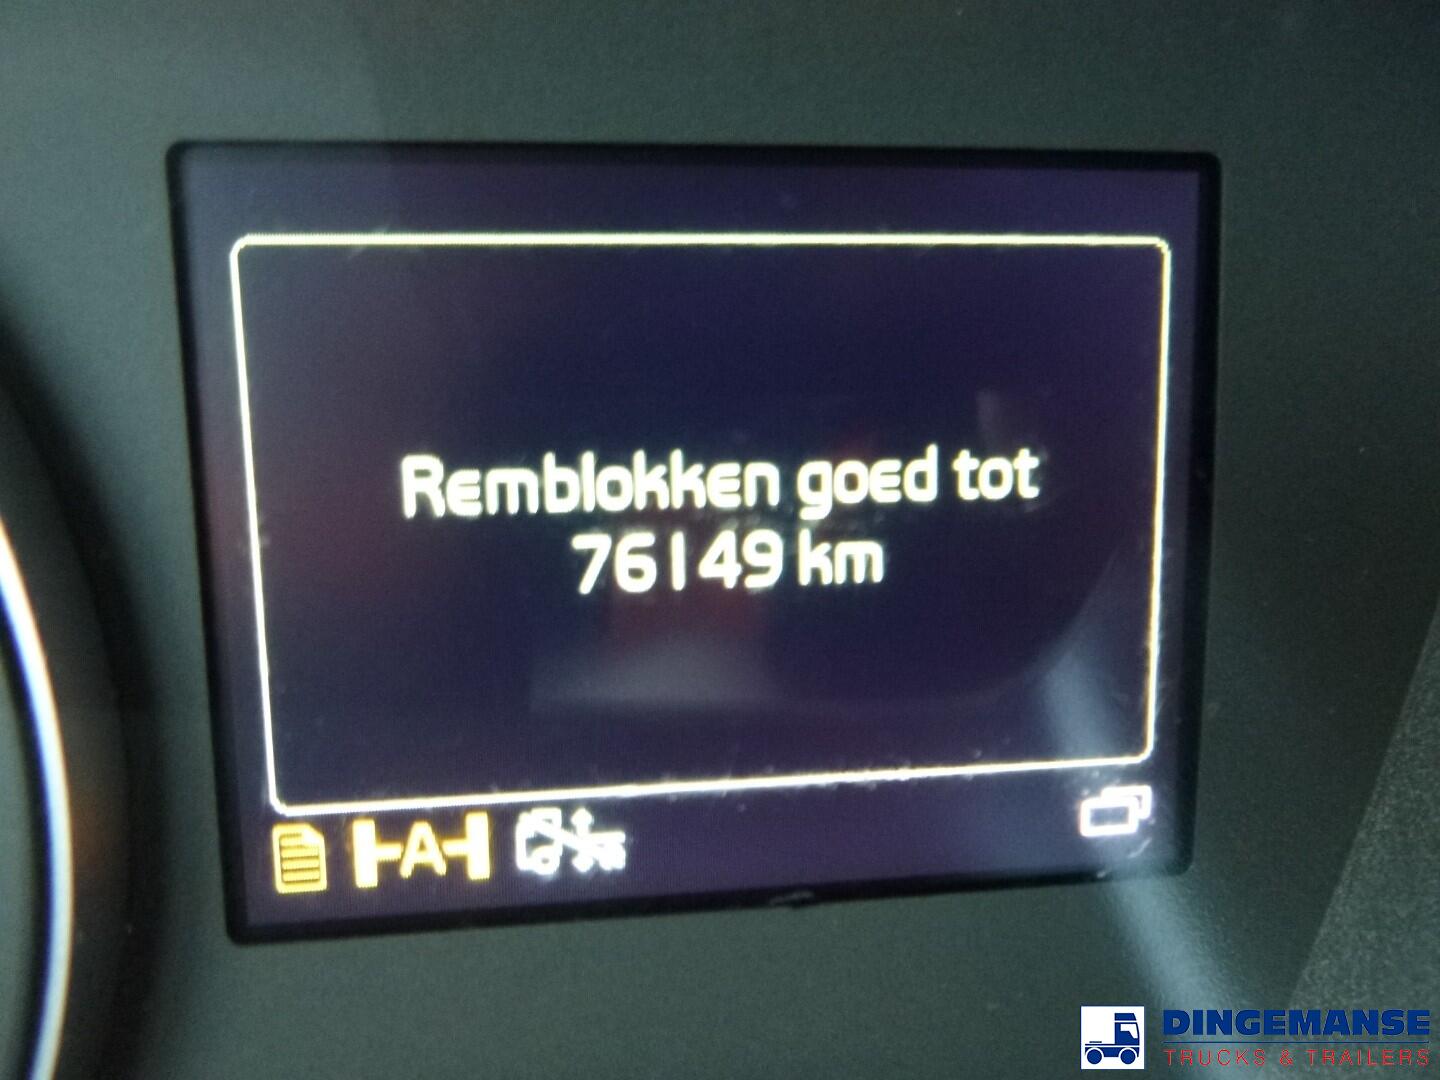 Remblokken goed tot
76149 km
A
DINGEMANSE
TRUCKS & TRAILERS